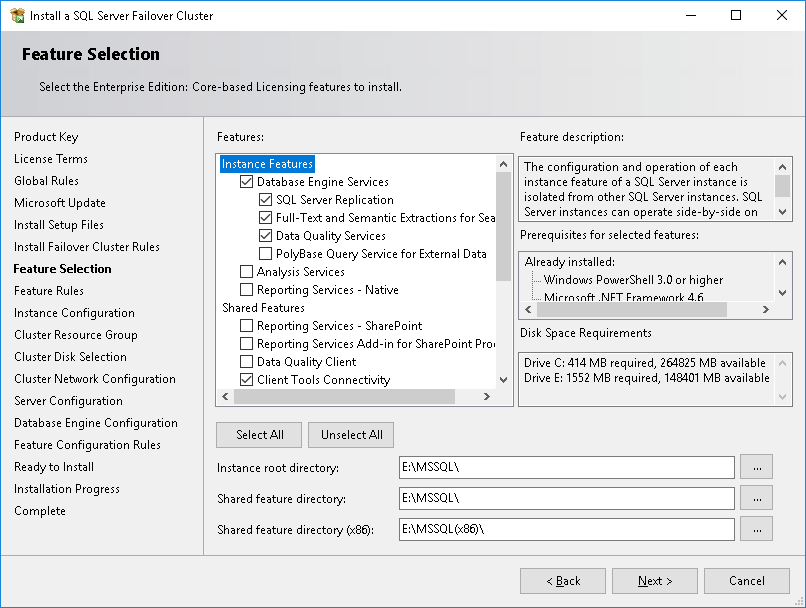 Install a SQL Server Failover Cluster
Feature Selection
Select the Enterprise Edition: Core-based Licensing features to install.
Product Key
License Terms
Global Rules
Microsoft Update
Install Setup Files
Install Failover Cluster Rules
Feature Selection
Feature Rules
Instance Configuration
Cluster Resource Group
Cluster Disk Selection
Cluster Network Configuration
Server Configuration
Database Engine Configuration
Feature Configuration Rules
Ready to Install
Installation Progress
Complete
Features:
Instance Features
Database Engine Services
SQL Server Replication
Full-Text and Semantic Extractions for Sea
Data Quality Services
PolyBase Query Service for External Data
Analysis Services
Reporting Services - Native
Shared Features
Reporting Services - SharePoint
Reporting Services Add-in for SharePoint Pro
Data Quality Client
Client Tools Connectivity
Feature description:
The configuration and operation of each
instance feature of a SQL Server instance is
isolated from other SQL Server instances. SQL
Server instances can operate side-by-side on
Prerequisites for selected features:
Already installed:
Windows PowerShell 3.0 or higher
Microsoft .NET Framework 4.6
Disk Space Requirements
Drive C: 414 MB required, 264825 MB available
Drive E: 1552 MB required, 148401 MB available
Select All
Unselect All
Instance root directory:
E:\MSSQL\
...
Shared feature directory:
E:\MSSQL\
...
Shared feature directory (x86):
E:\MSSQL(x86)\
...
< Back
Next >
Cancel